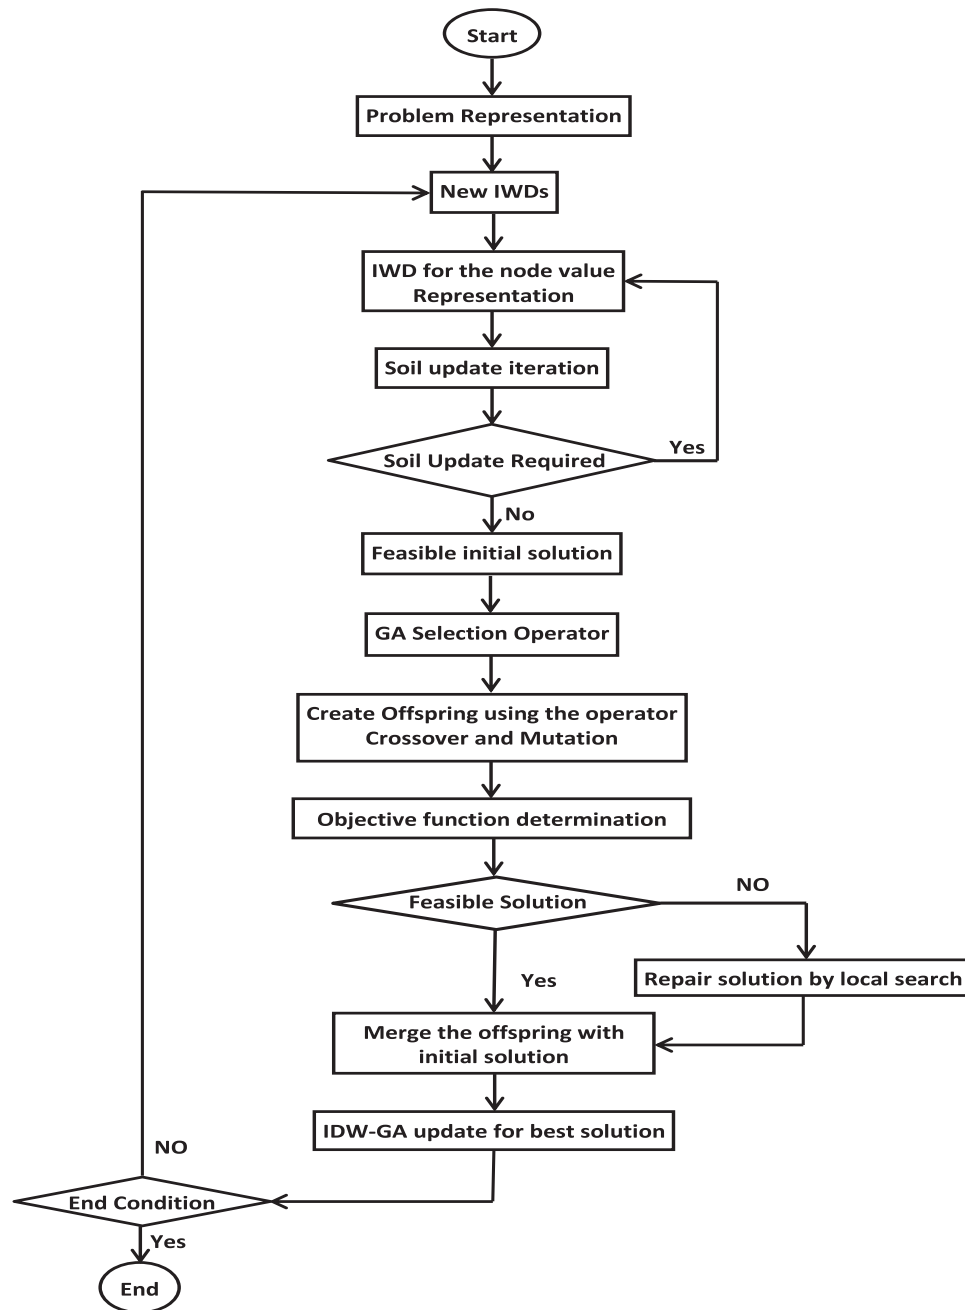 Start
Problem Representation
New IWDs
IWD for the node value
Representation
Soil update iteration
Yes
Soil Update Required
No
Feasible initial solution
GA Selection Operator
Create Offspring using the operator
Crossover and Mutation
Objective function determination
NO
Feasible Solution
Yes
Repair solution by local search
Merge the offspring with
initial solution
IDW-GA update for best solution
NO
End Condition
Yes
End